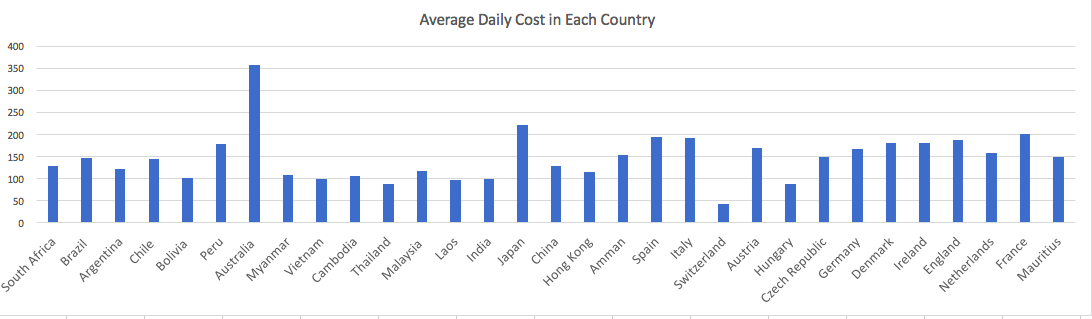 Average Daily Cost in Each Country
400
350
300
250
200
150
100
50
0
South Africa
Brazil
Argentina
Chile
Bolivia
Peru
Australia
Myanmar
Vietnam
Cambodia
Thailand
Malaysia
Laos
India
Japan
China
Hong Kong
Amman
Spain
Italy
Switzerland
Austria
Hungary
Czech Republic
Germany
Denmark
Ireland
England
Netherlands
France
Mauritius